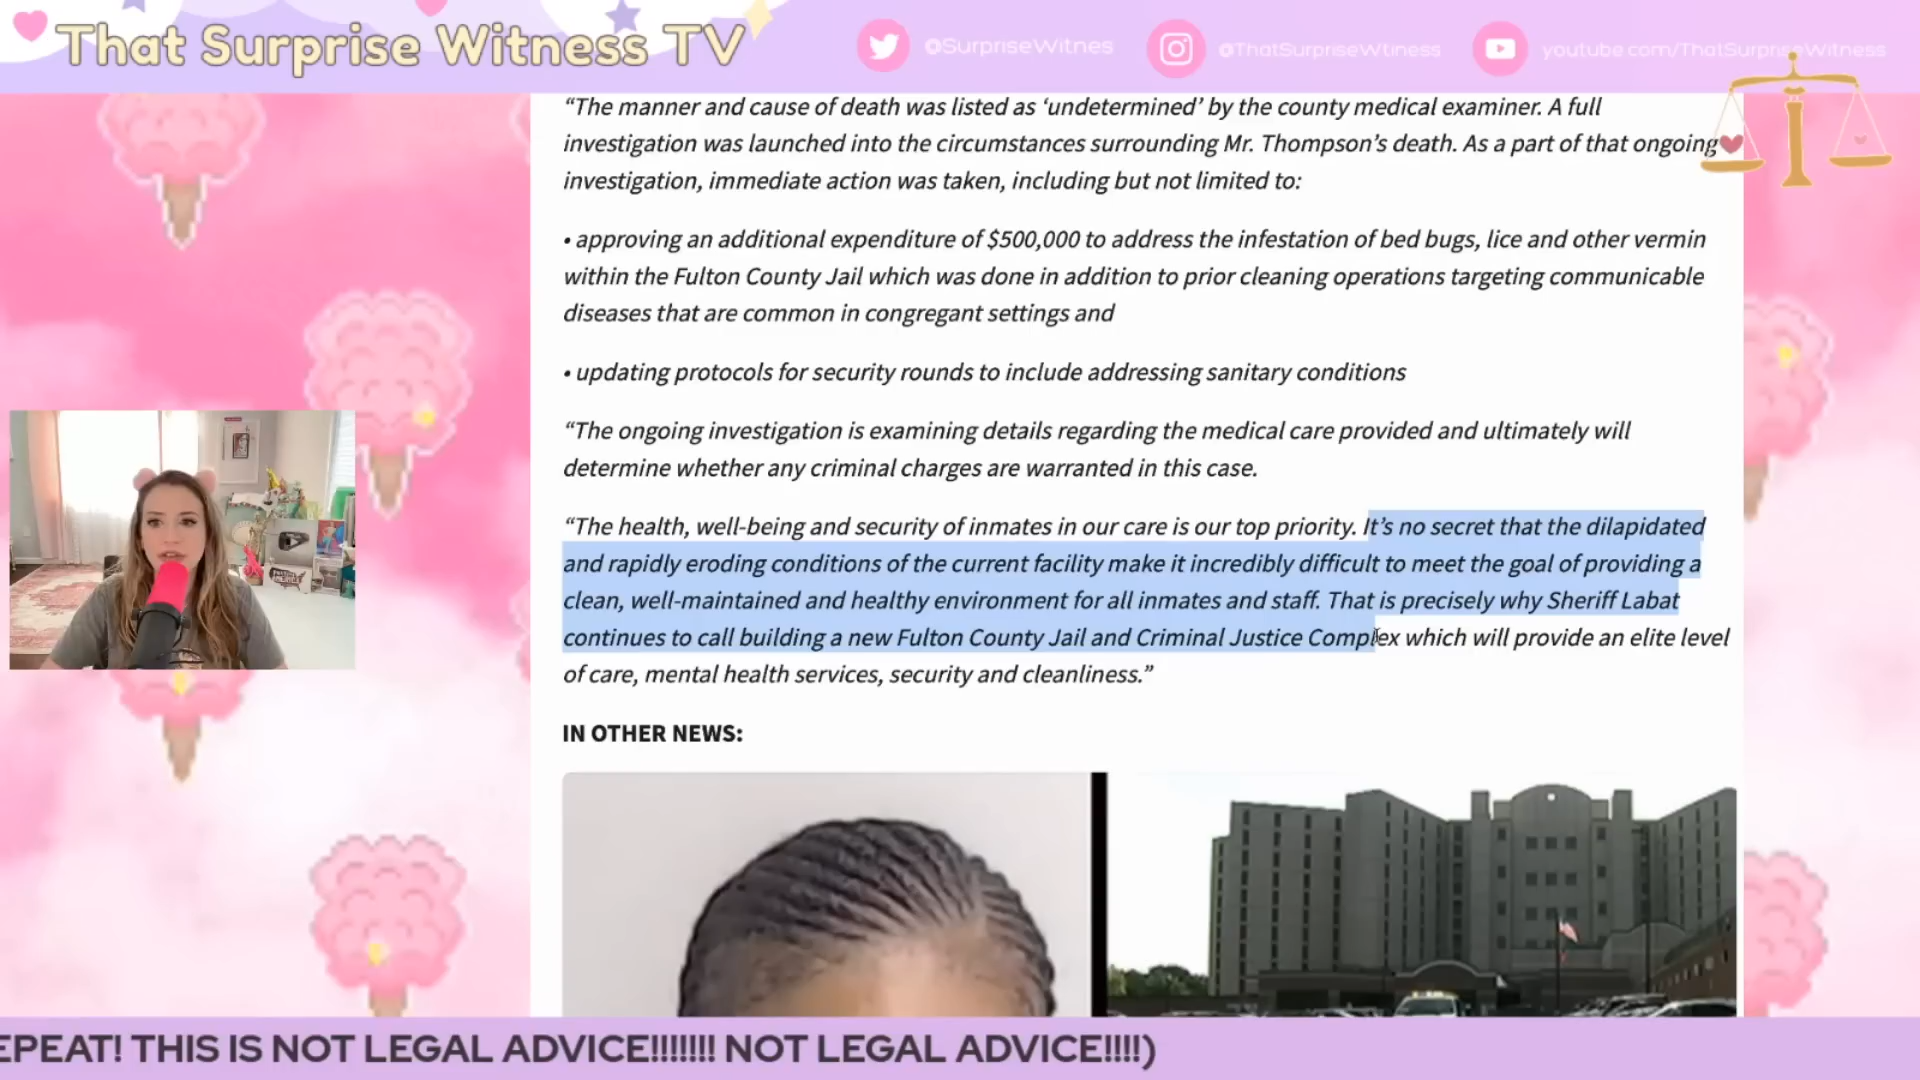 That Surprise Witness TV
@SurpriseWitnes
@ThatSurpriseWtiness
youtube.com/ThatSurpriseWitness
“The manner and cause of death was listed as ‘undetermined’ by the county medical examiner. A full
investigation was launched into the circumstances surrounding Mr. Thompson’s death. As a part of that ongoing
investigation, immediate action was taken, including but not limited to:
• approving an additional expenditure of $500,000 to address the infestation of bed bugs, lice and other vermin
within the Fulton County Jail which was done in addition to prior cleaning operations targeting communicable
diseases that are common in congregant settings and
• updating protocols for security rounds to include addressing sanitary conditions
“The ongoing investigation is examining details regarding the medical care provided and ultimately will
determine whether any criminal charges are warranted in this case.
“The health, well-being and security of inmates in our care is our top priority. It’s no secret that the dilapidated
and rapidly eroding conditions of the current facility make it incredibly difficult to meet the goal of providing a
clean, well-maintained and healthy environment for all inmates and staff. That is precisely why Sheriff Labat
continues to call building a new Fulton County Jail and Criminal Justice Complex which will provide an elite level
of care, mental health services, security and cleanliness.”
IN OTHER NEWS:
EPEAT! THIS IS NOT LEGAL ADVICE!!!!!!! NOT LEGAL ADVICE!!!!)